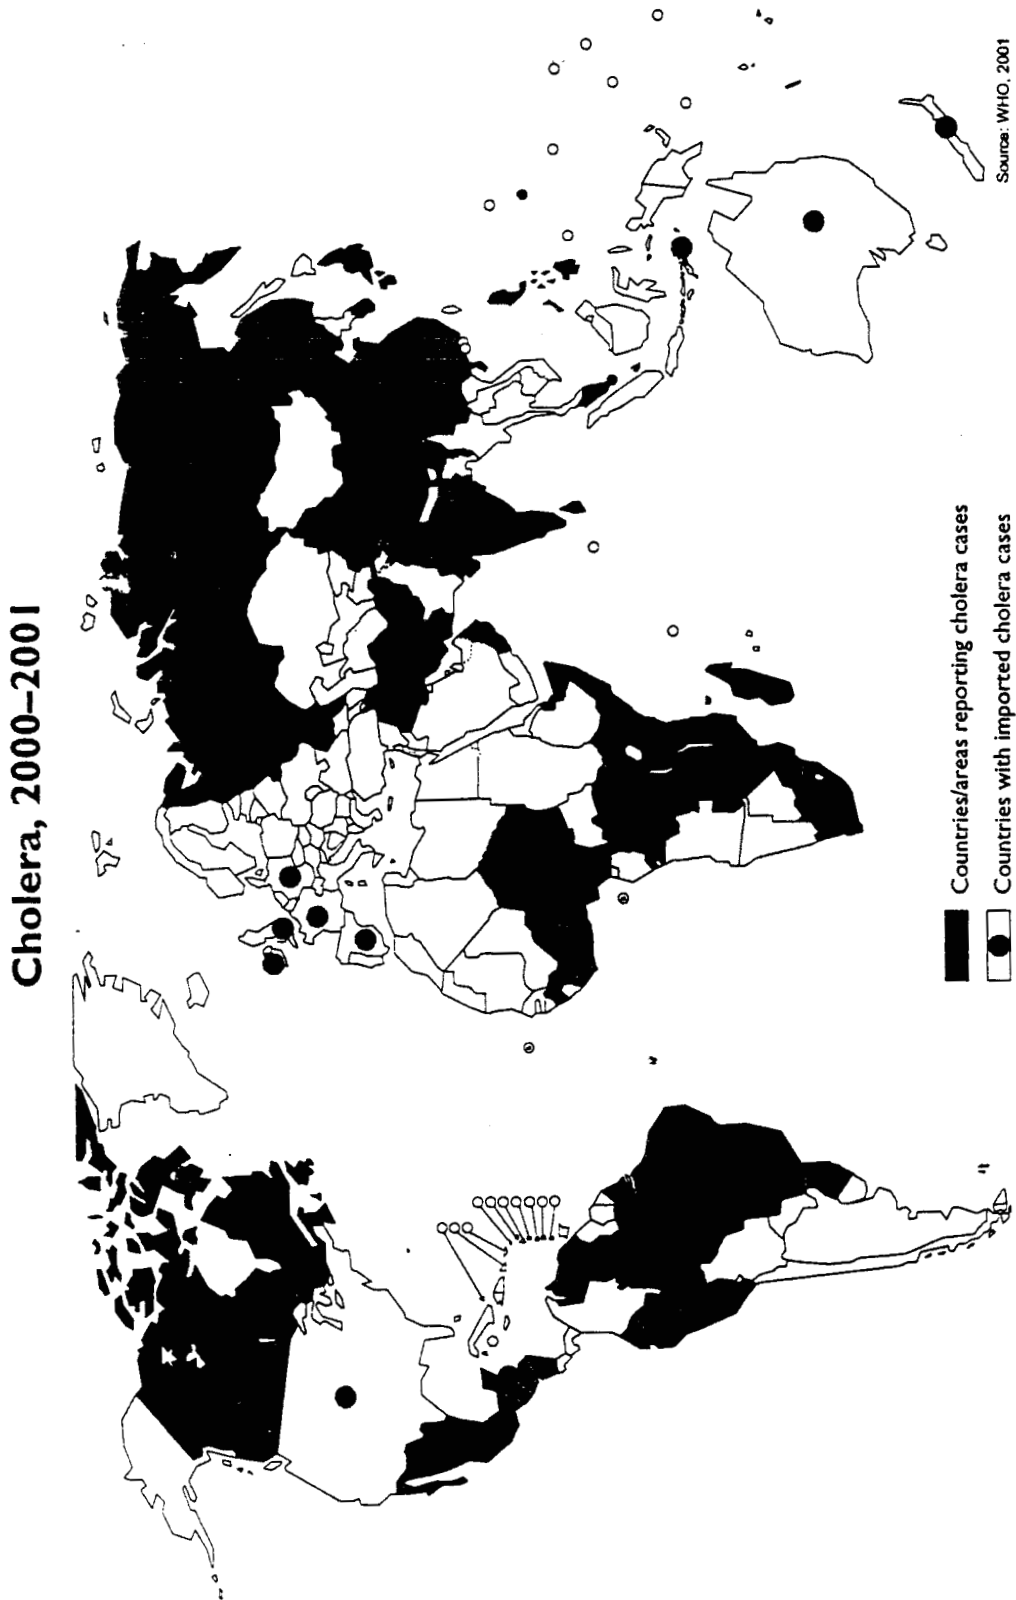 Cholera, 2000–2001
Countries/areas reporting cholera cases
Countries with imported cholera cases
Source: WHO, 2001